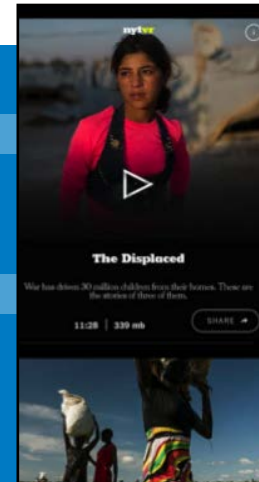 nytvr
The Displaced
War has driven 30 million children from their homes. These are
the stories of three of them.
11:28 | 339 mb
SHARE